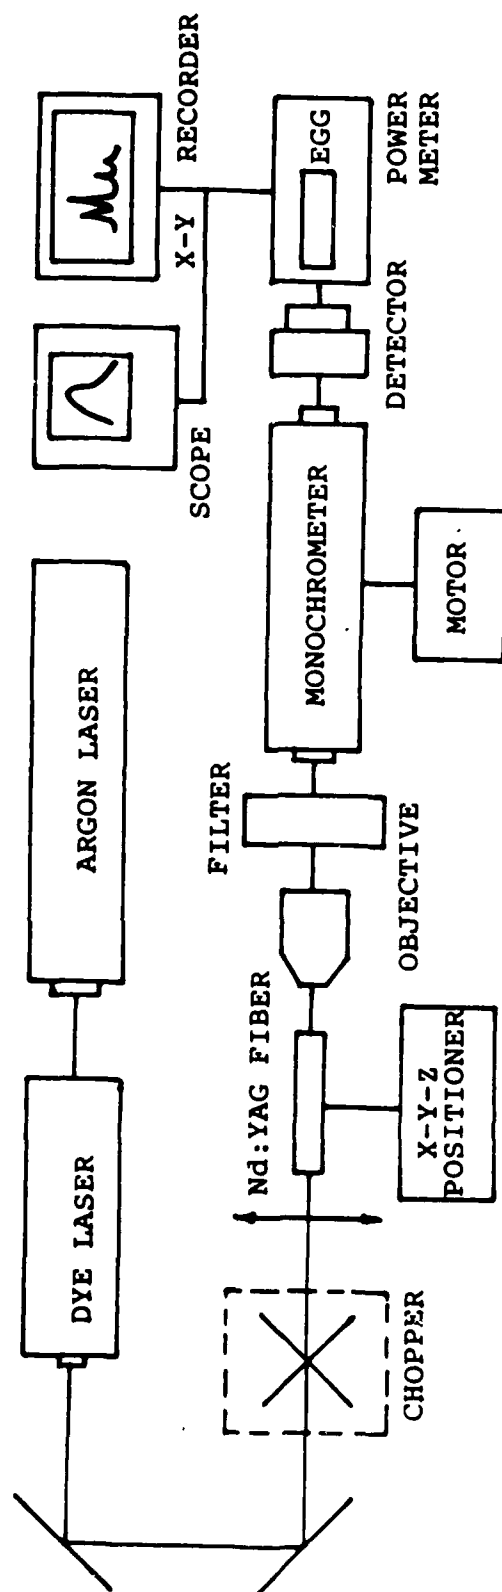 DYE LASER
ARGON LASER
SCOPE
X-Y RECORDER
CHOPPER
Nd:YAG FIBER
X-Y-Z
POSITIONER
OBJECTIVE
FILTER
MONOCHROMETER
MOTOR
DETECTOR
EGG
POWER
METER